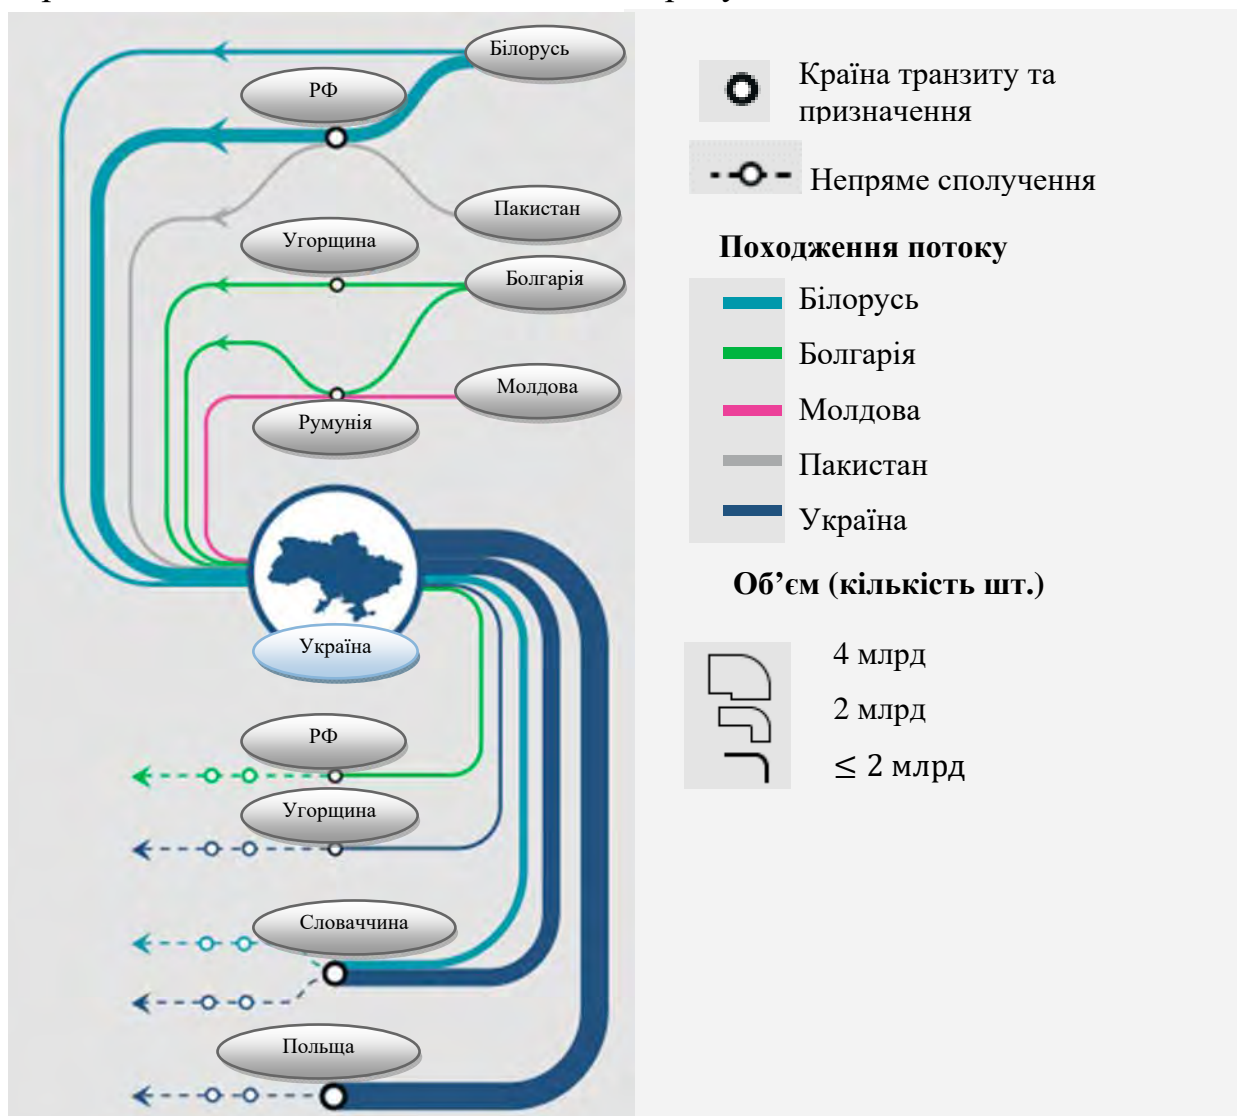 Білорусь
РФ
Пакистан
Угорщина
Болгарія
Молдова
Румунія
Україна
РФ
Угорщина
Словаччина
Польща
Країна транзиту та
призначення
Непряме сполучення
Походження потоку
Білорусь
Болгарія
Молдова
Пакистан
Україна
Об’єм (кількість шт.)
4 млрд
2 млрд
≤ 2 млрд